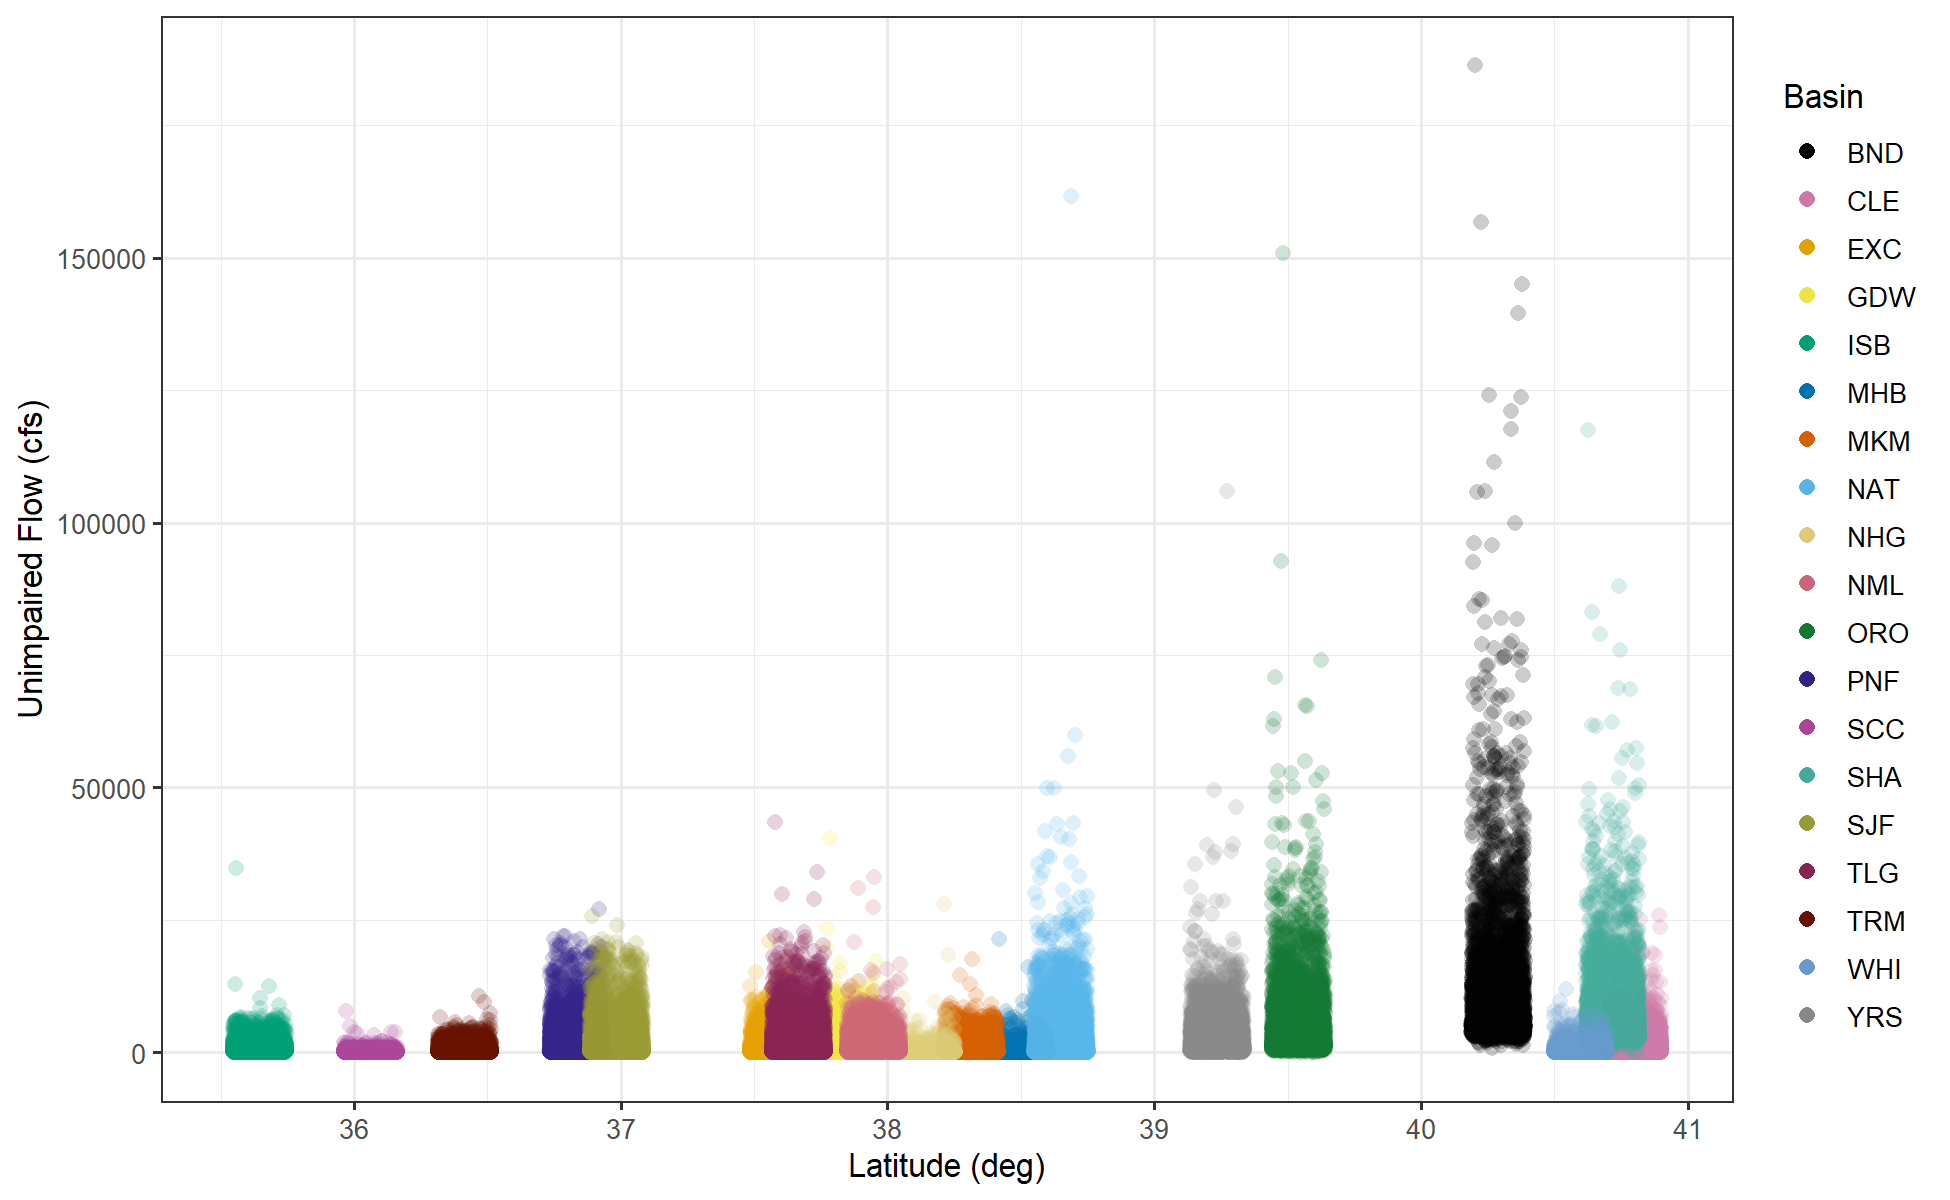 Unimpaired Flow (cfs)
150000
100000
50000
0
36 37 38 39 40 41
Latitude (deg)
Basin
BND
CLE
EXC
GDW
ISB
MHB
MKM
NAT
NHG
NML
ORO
PNF
SCC
SHA
SJF
TLG
TRM
WHI
YRS